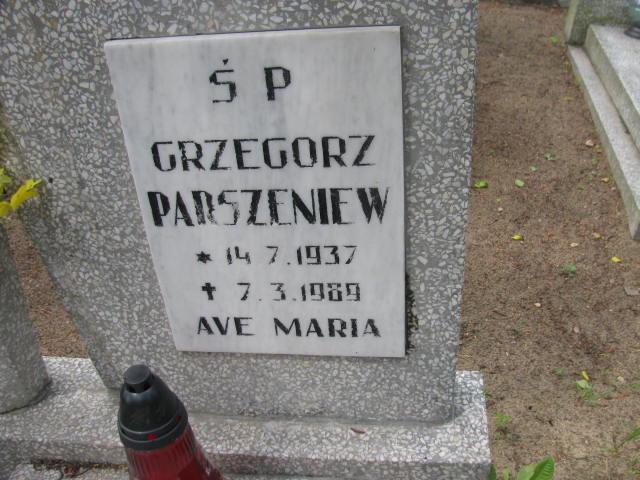 Ś P
GRZEGORZ
PARSZENIEW
* 14.7.1937
✝ 7.3.1989
AVE MARIA